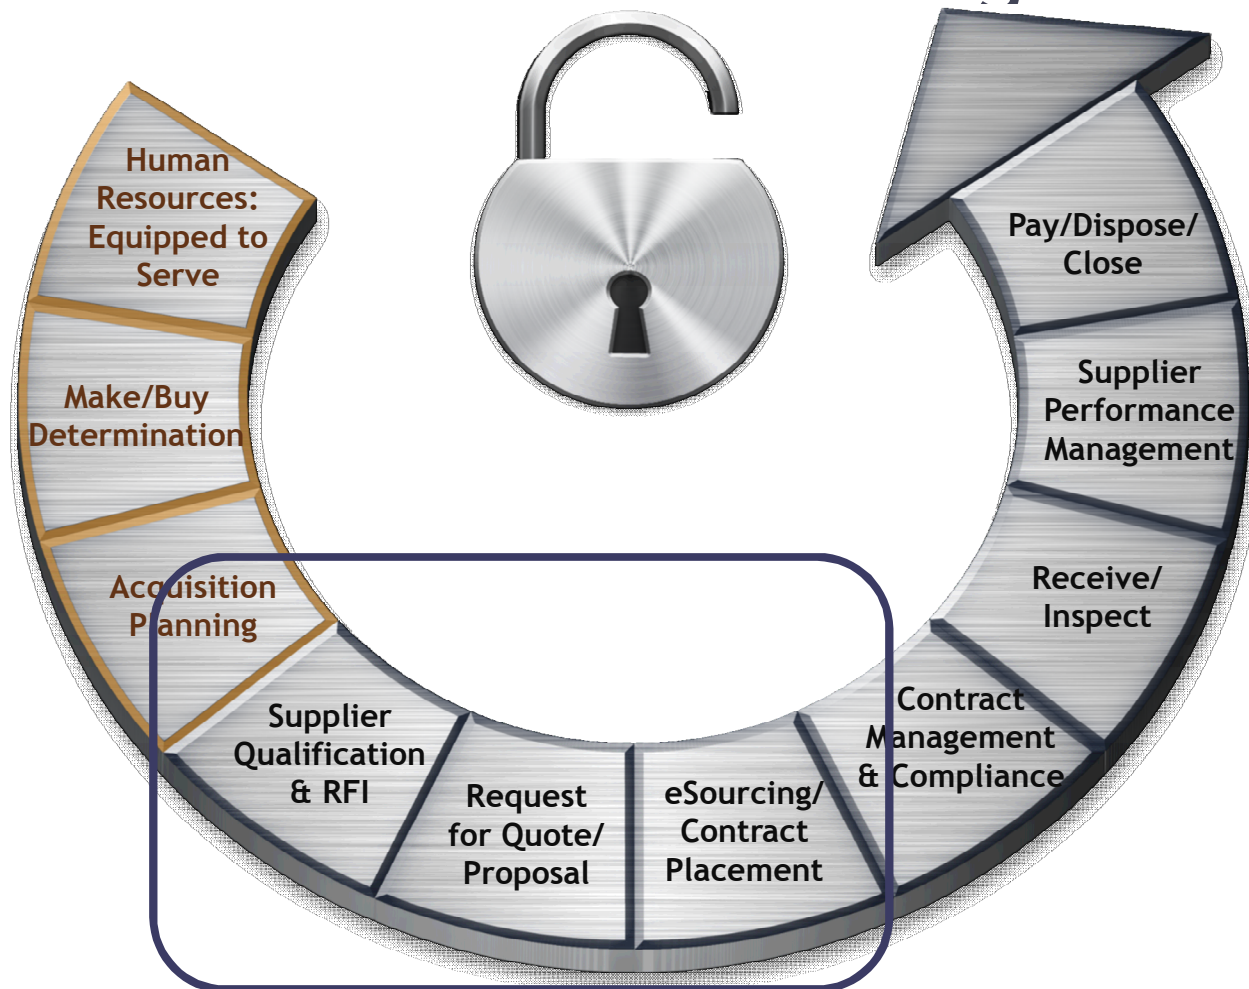 Human
Resources:
Equipped to
Serve
Make/Buy
Determination
Acquisition
Planning
Supplier
Qualification
& RFI
Request
for Quote/
Proposal
eSourcing/
Contract
Placement
Contract
Management
& Compliance
Receive/
Inspect
Supplier
Performance
Management
Pay/Dispose/
Close